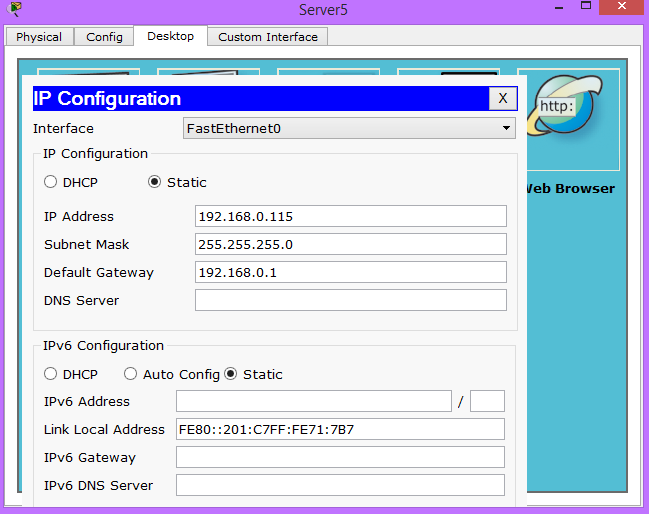 Server5
Physical Config Desktop Custom Interface
IP Configuration X
http:
Interface FastEthernet0
IP Configuration
DHCP Static
Web Browser
IP Address 192.168.0.115
Subnet Mask 255.255.255.0
Default Gateway 192.168.0.1
DNS Server
IPv6 Configuration
DHCP Auto Config Static
IPv6 Address /
Link Local Address FE80::201:C7FF:FE71:7B7
IPv6 Gateway
IPv6 DNS Server